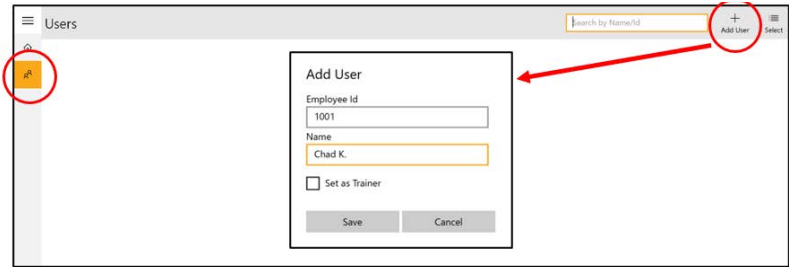 Users
Search by Name/Id
Add User
Select
Add User
Employee Id
1001
Name
Chad K.
Set as Trainer
Save
Cancel